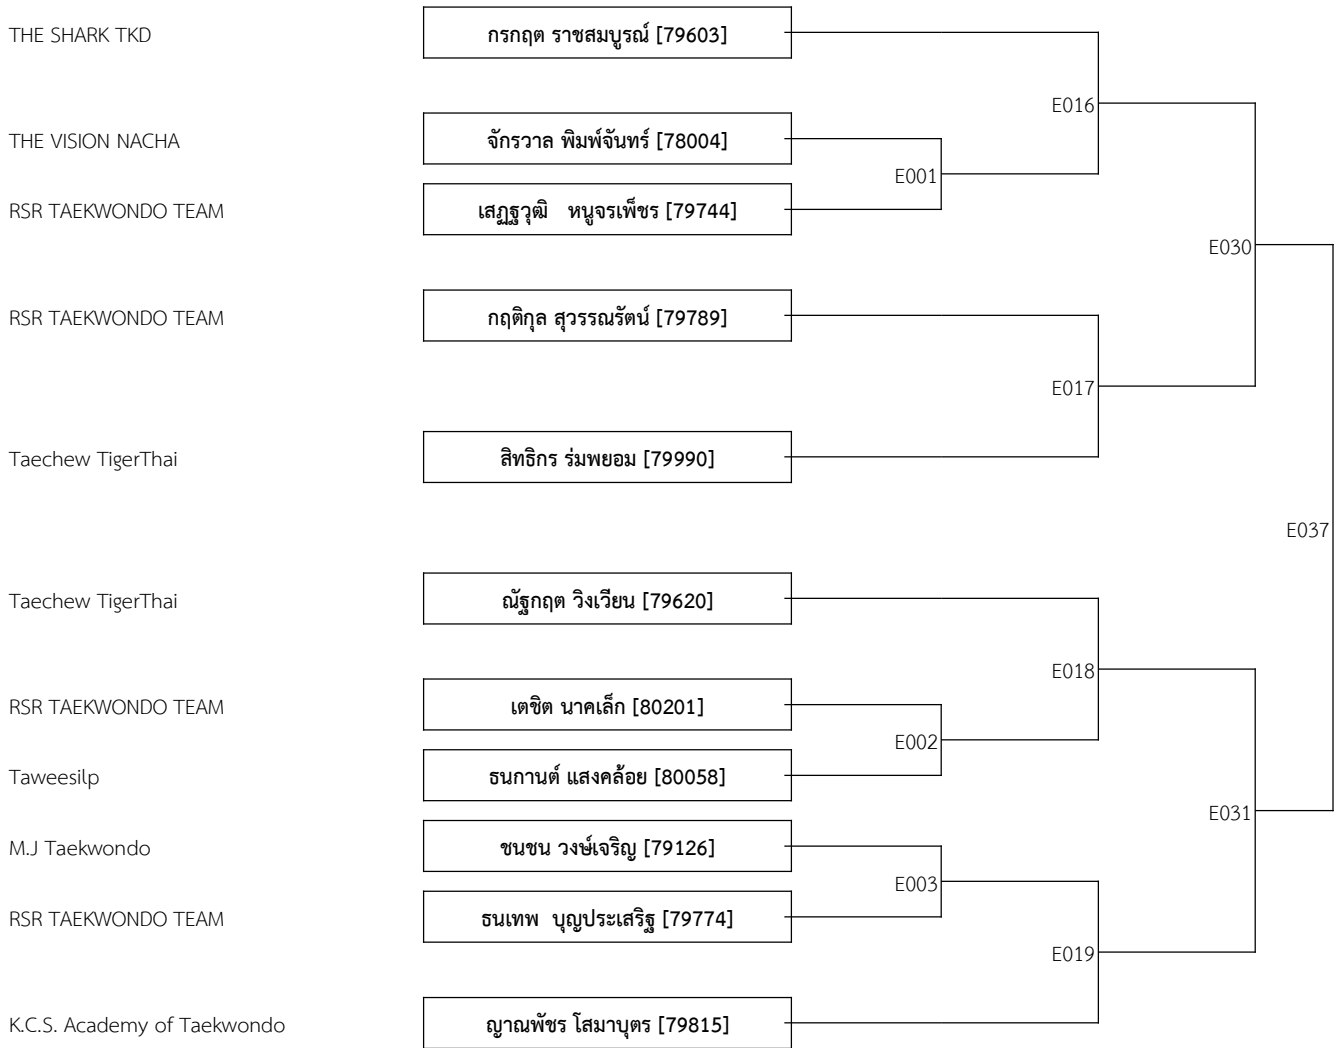 THE SHARK TKD กรกฤต ราชสมบูรณ์ [79603]
E016
THE VISION NACHA จักรวาล พิมพ์จันทร์ [78004]
E001
RSR TAEKWONDO TEAM เสฏฐวุฒิ หนูจรเพ็ชร [79744]
E030
RSR TAEKWONDO TEAM กฤติกุล สุวรรณรัตน์ [79789]
E017
Taechew TigerThai สิทธิกร ร่มพยอม [79990]
E037
Taechew TigerThai ณัฐกฤต วิงเวียน [79620]
E018
RSR TAEKWONDO TEAM เตชิต นาคเล็ก [80201]
E002
Taweesilp ธนกานต์ แสงคล้อย [80058]
E031
M.J Taekwondo ชนชน วงษ์เจริญ [79126]
E003
RSR TAEKWONDO TEAM ธนเทพ บุญประเสริฐ [79774]
E019
K.C.S. Academy of Taekwondo ญาณพัชร โสมาบุตร [79815]